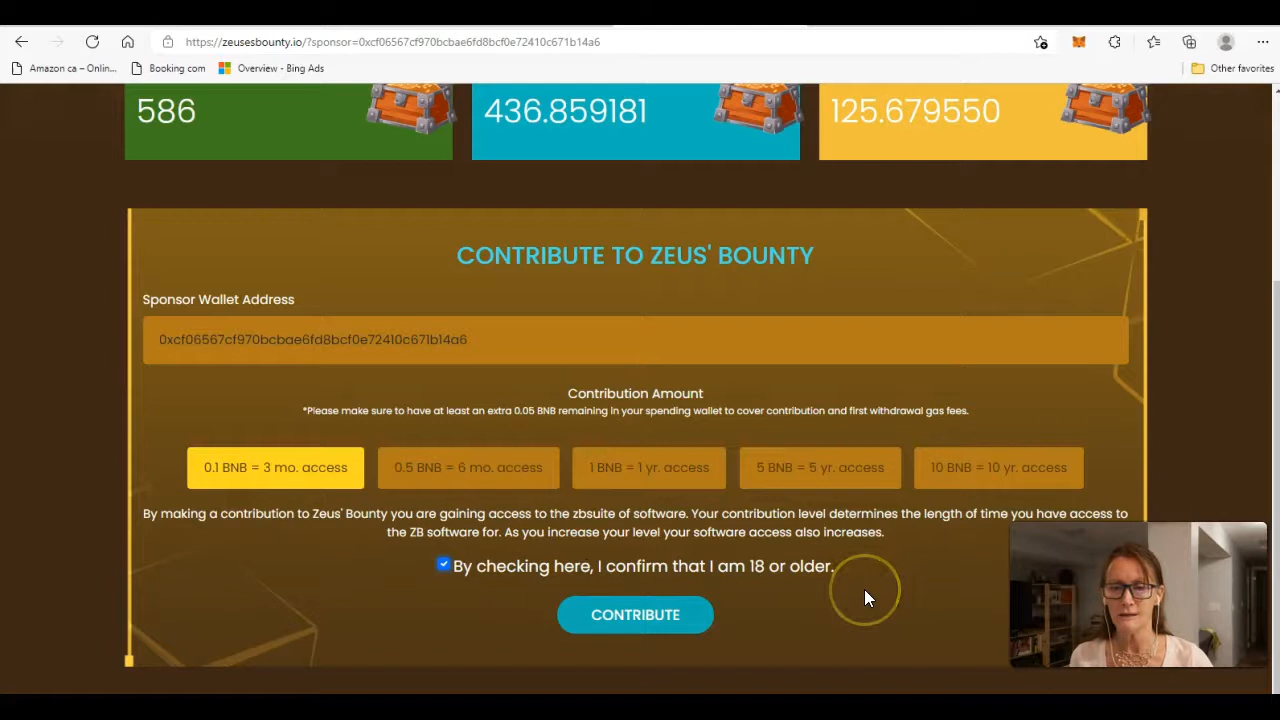 https://zeusesbounty.io/?sponsor=0xcf06567cf970bcbae6fd8bcf0e72410c671b14a6
Amazon ca – Onlin...
Booking com
Overview - Bing Ads
Other favorites
586
436.859181
125.679550
CONTRIBUTE TO ZEUS' BOUNTY
Sponsor Wallet Address
0xcf06567cf970bcbae6fd8bcf0e72410c671b14a6
Contribution Amount
*Please make sure to have at least an extra 0.05 BNB remaining in your spending wallet to cover contribution and first withdrawal gas fees.
0.1 BNB = 3 mo. access
0.5 BNB = 6 mo. access
1 BNB = 1 yr. access
5 BNB = 5 yr. access
10 BNB = 10 yr. access
By making a contribution to Zeus' Bounty you are gaining access to the zbsuite of software. Your contribution level determines the length of time you have access to
the ZB software for. As you increase your level your software access also increases.
By checking here, I confirm that I am 18 or older.
CONTRIBUTE